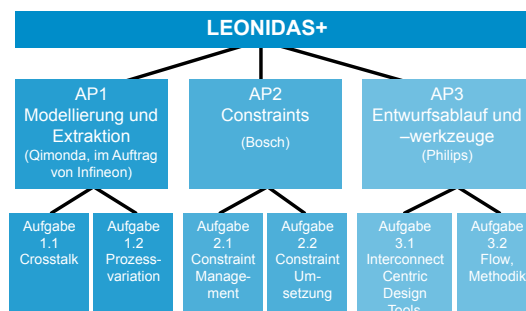 LEONIDAS+
AP1
Modellierung und
Extraktion
(Qimonda, im Auftrag
von Infineon)
AP2
Constraints
(Bosch)
AP3
Entwurfsablauf und
–werkzeuge
(Philips)
Aufgabe
1.1
Crosstalk
Aufgabe
1.2
Prozess-
variation
Aufgabe
2.1
Constraint
Manage-
ment
Aufgabe
2.2
Constraint
Um-
setzung
Aufgabe
3.1
Interconnect
Centric
Design
Tools
Aufgabe
3.2
Flow,
Methodik